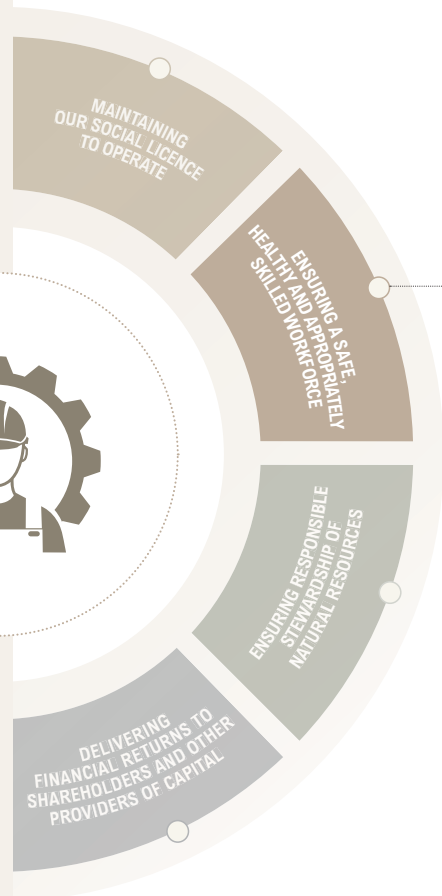 MAINTAINING
OUR SOCIAL LICENCE
TO OPERATE
ENSURING A SAFE,
HEALTHY AND APPROPRIATELY
SKILLED WORKFORCE
ENSURING RESPONSIBLE
STEWARDSHIP OF
NATURAL RESOURCES
DELIVERING
FINANCIAL RETURNS TO
SHAREHOLDERS AND OTHER
PROVIDERS OF CAPITAL